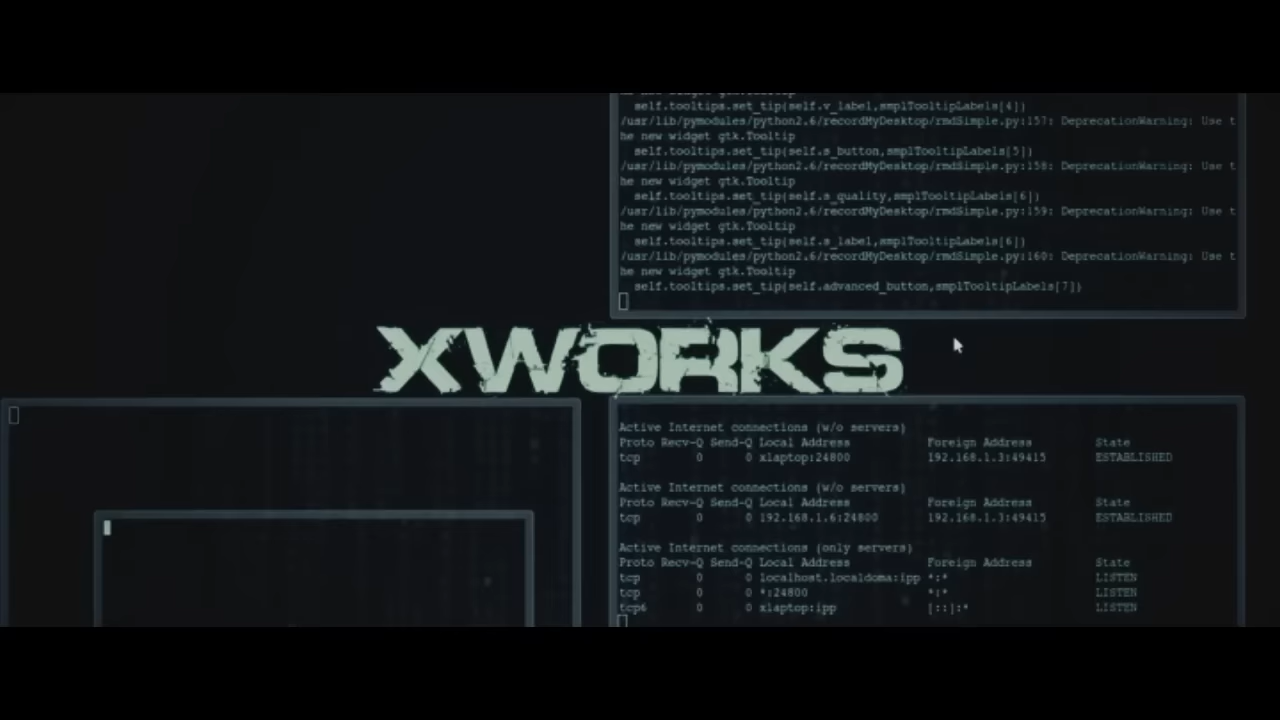 self.tooltips.set_tip(self.v_label,smplTooltipLabels[4])
/usr/lib/pymodules/python2.6/recordMyDesktop/rmdSimple.py:157: DeprecationWarning: Use t
he new widget gtk.Tooltip
self.tooltips.set_tip(self.s_button,smplTooltipLabels[5])
/usr/lib/pymodules/python2.6/recordMyDesktop/rmdSimple.py:158: DeprecationWarning: Use t
he new widget gtk.Tooltip
self.tooltips.set_tip(self.s_quality,smplTooltipLabels[6])
/usr/lib/pymodules/python2.6/recordMyDesktop/rmdSimple.py:159: DeprecationWarning: Use t
he new widget gtk.Tooltip
self.tooltips.set_tip(self.s_label,smplTooltipLabels[6])
/usr/lib/pymodules/python2.6/recordMyDesktop/rmdSimple.py:160: DeprecationWarning: Use t
he new widget gtk.Tooltip
self.tooltips.set_tip(self.advanced_button,smplTooltipLabels[7])
XWORKS
Active Internet connections (w/o servers)
Proto Recv-Q Send-Q Local Address Foreign Address State
tcp 0 0 xlaptop:24800 192.168.1.3:49415 ESTABLISHED
Active Internet connections (w/o servers)
Proto Recv-Q Send-Q Local Address Foreign Address State
tcp 0 0 192.168.1.6:24800 192.168.1.3:49415 ESTABLISHED
Active Internet connections (only servers)
Proto Recv-Q Send-Q Local Address Foreign Address State
tcp 0 0 localhost.localdoma:ipp *:* LISTEN
tcp 0 0 *:24800 *:* LISTEN
tcp6 0 0 xlaptop:ipp [::]:* LISTEN